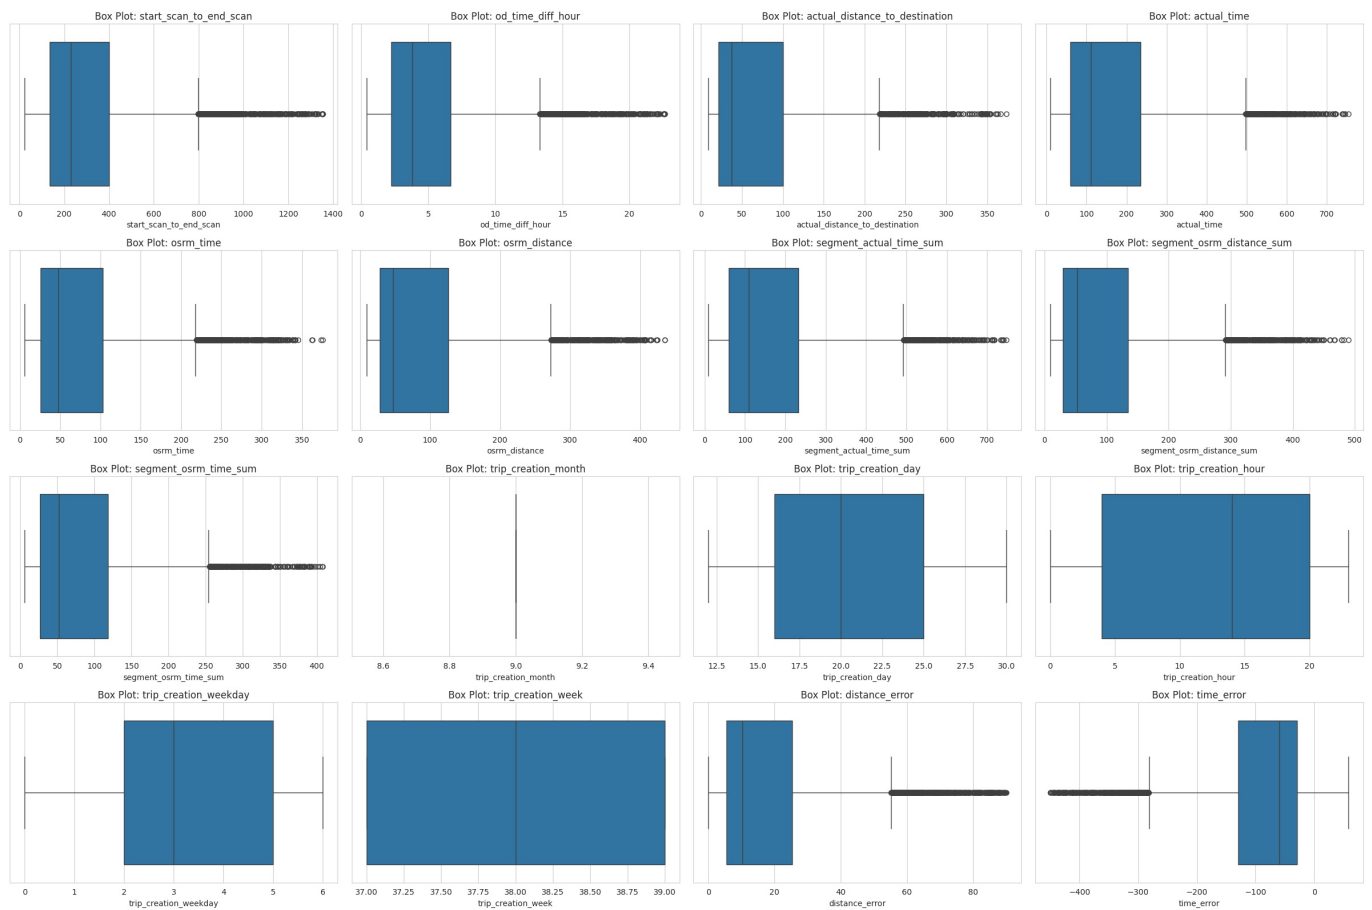 Box Plot: start_scan_to_end_scan
0 200 400 600 800 1000 1200 1400
start_scan_to_end_scan
Box Plot: od_time_diff_hour
0 5 10 15 20
od_time_diff_hour
Box Plot: actual_distance_to_destination
0 50 100 150 200 250 300 350
actual_distance_to_destination
Box Plot: actual_time
0 100 200 300 400 500 600 700
actual_time
Box Plot: osrm_time
0 50 100 150 200 250 300 350
osrm_time
Box Plot: osrm_distance
0 100 200 300 400
osrm_distance
Box Plot: segment_actual_time_sum
0 100 200 300 400 500 600 700
segment_actual_time_sum
Box Plot: segment_osrm_distance_sum
0 100 200 300 400 500
segment_osrm_distance_sum
Box Plot: segment_osrm_time_sum
0 50 100 150 200 250 300 350 400
segment_osrm_time_sum
Box Plot: trip_creation_month
8.6 8.8 9.0 9.2 9.4
trip_creation_month
Box Plot: trip_creation_day
12.5 15.0 17.5 20.0 22.5 25.0 27.5 30.0
trip_creation_day
Box Plot: trip_creation_hour
0 5 10 15 20
trip_creation_hour
Box Plot: trip_creation_weekday
0 1 2 3 4 5 6
trip_creation_weekday
Box Plot: trip_creation_week
37.00 37.25 37.50 37.75 38.00 38.25 38.50 38.75 39.00
trip_creation_week
Box Plot: distance_error
0 20 40 60 80
distance_error
Box Plot: time_error
−400 −300 −200 −100 0
time_error